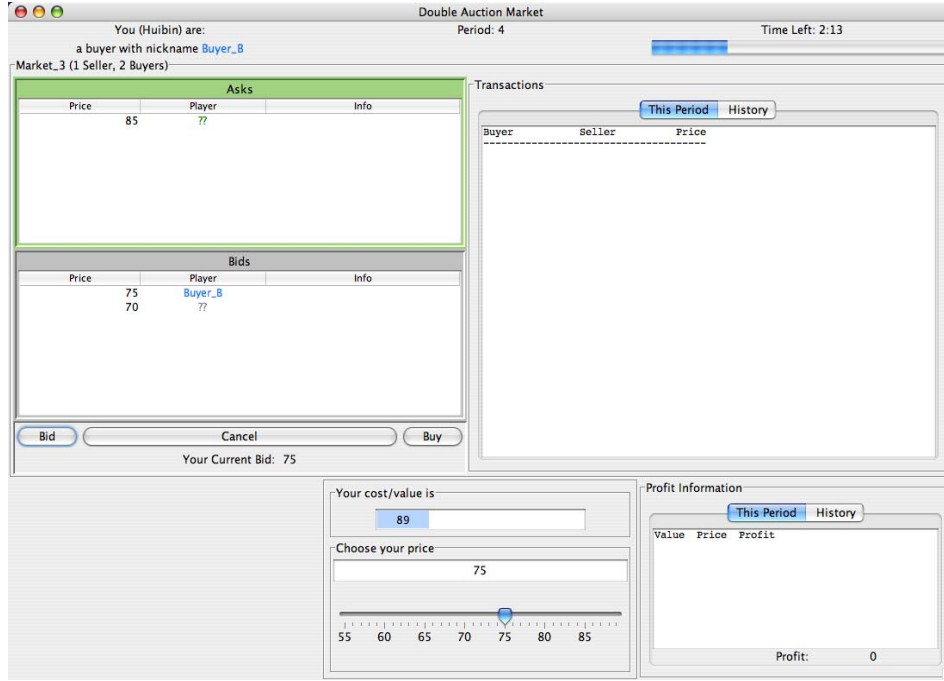 Double Auction Market
You (Huibin) are: Period: 4 Time Left: 2:13
a buyer with nickname Buyer_B
Market_3 (1 Seller, 2 Buyers)
Asks
Price Player Info
85 ??
Transactions
This Period History
Buyer Seller Price
------------------------------------
Bids
Price Player Info
75 Buyer_B
70 ??
Bid Cancel Buy
Your Current Bid: 75
Your cost/value is
89
Choose your price
75
55 60 65 70 75 80 85
Profit Information
This Period History
Value Price Profit
Profit: 0